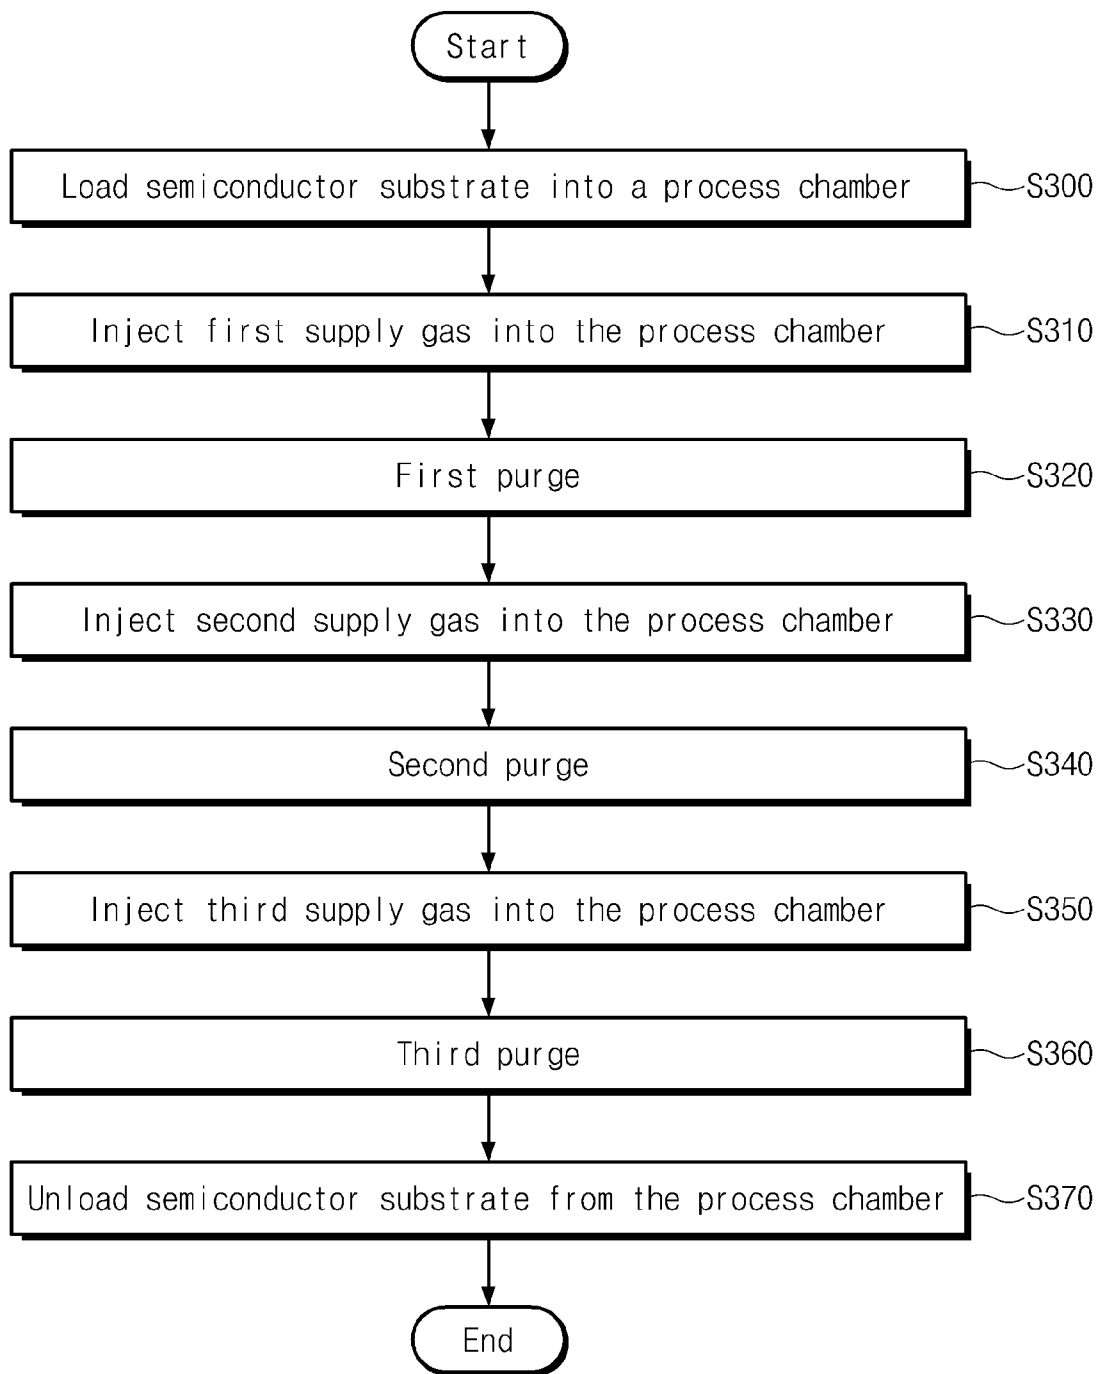 Start
Load semiconductor substrate into a process chamber
S300
Inject first supply gas into the process chamber
S310
First purge
S320
Inject second supply gas into the process chamber
S330
Second purge
S340
Inject third supply gas into the process chamber
S350
Third purge
S360
Unload semiconductor substrate from the process chamber
S370
End